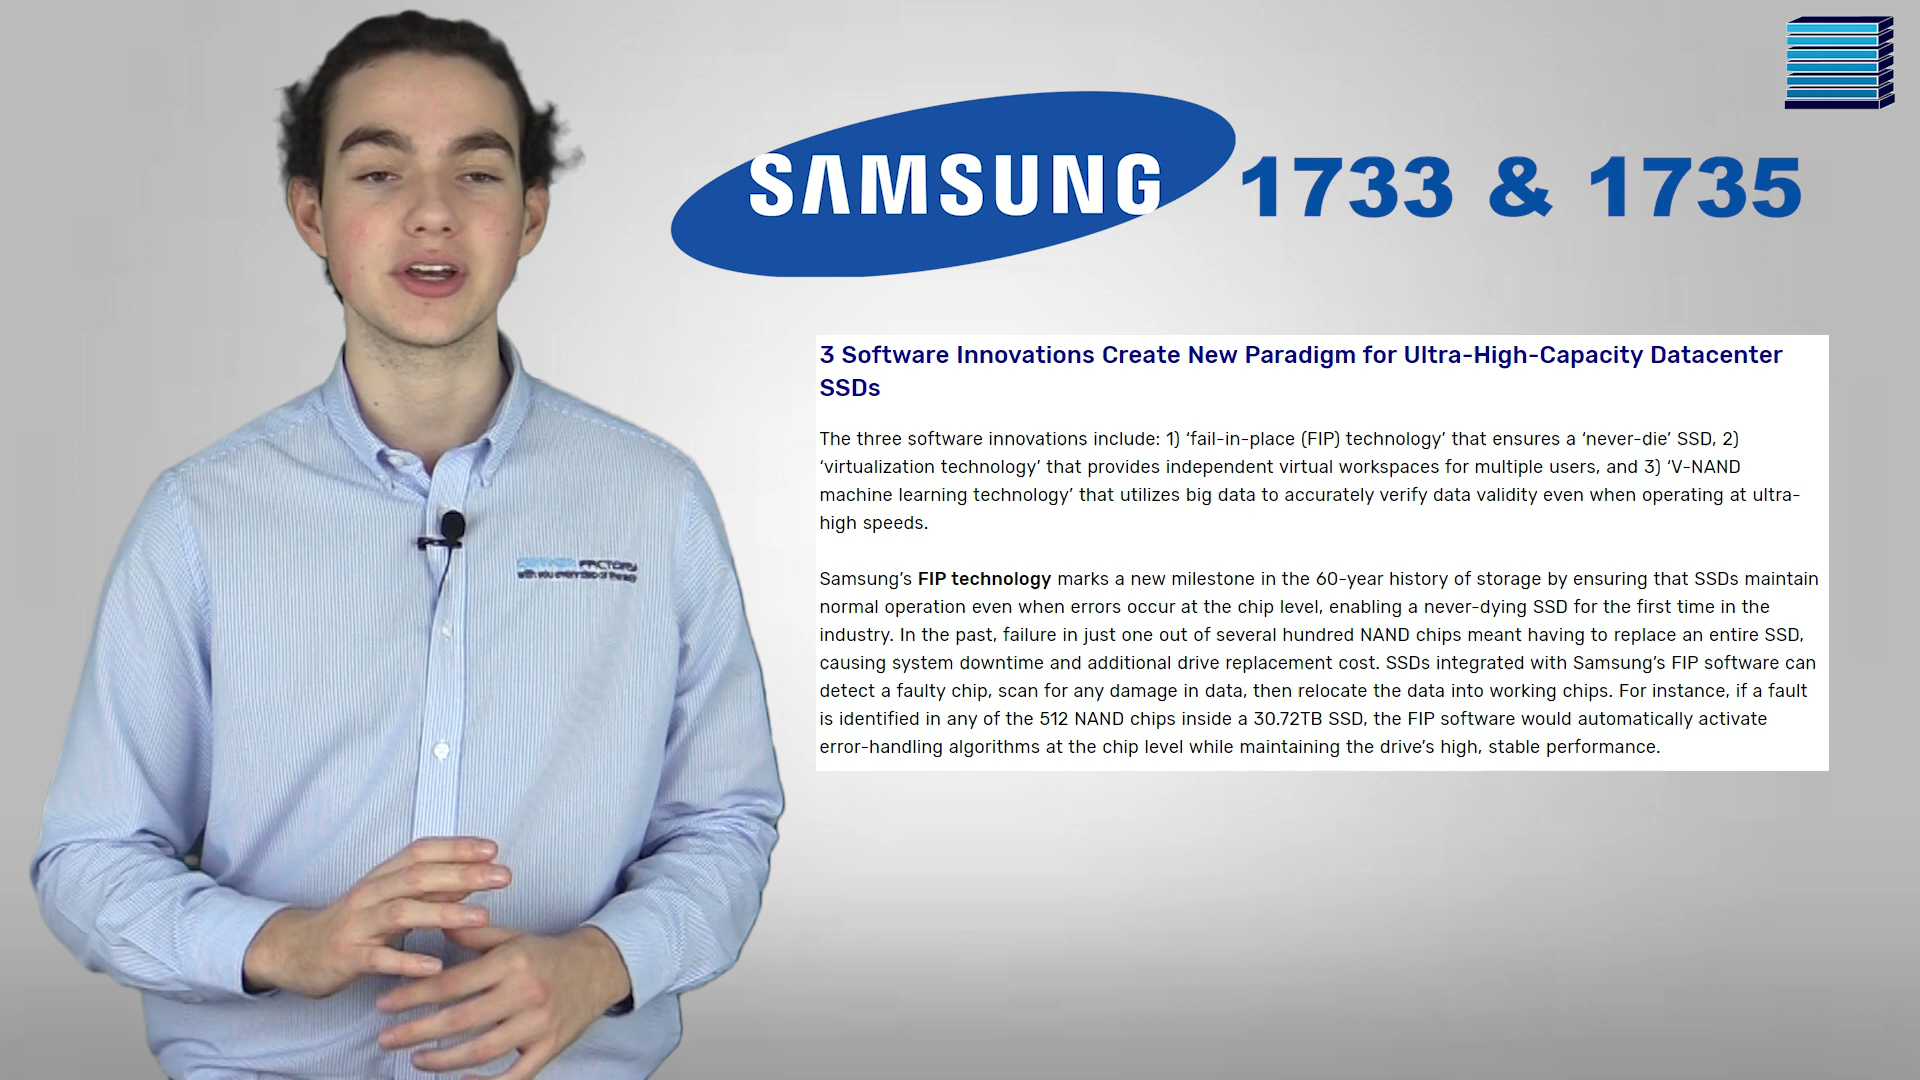 SAMSUNG 1733 & 1735
3 Software Innovations Create New Paradigm for Ultra-High-Capacity Datacenter
SSDs
The three software innovations include: 1) ‘fail-in-place (FIP) technology’ that ensures a ‘never-die’ SSD, 2)
‘virtualization technology’ that provides independent virtual workspaces for multiple users, and 3) ‘V-NAND
machine learning technology’ that utilizes big data to accurately verify data validity even when operating at ultra-
high speeds.
FACTORY
Samsung’s FIP technology marks a new milestone in the 60-year history of storage by ensuring that SSDs maintain
normal operation even when errors occur at the chip level, enabling a never-dying SSD for the first time in the
industry. In the past, failure in just one out of several hundred NAND chips meant having to replace an entire SSD,
causing system downtime and additional drive replacement cost. SSDs integrated with Samsung’s FIP software can
detect a faulty chip, scan for any damage in data, then relocate the data into working chips. For instance, if a fault
is identified in any of the 512 NAND chips inside a 30.72TB SSD, the FIP software would automatically activate
error-handling algorithms at the chip level while maintaining the drive’s high, stable performance.